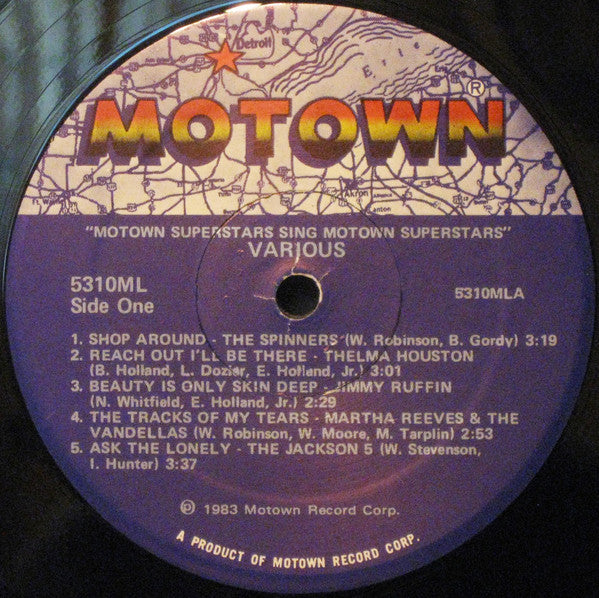 Detroit
Erie
MOTOWN®
Akron
Canton
"MOTOWN SUPERSTARS SING MOTOWN SUPERSTARS"
VARIOUS
5310ML
Side One
5310MLA
1. SHOP AROUND - THE SPINNERS (W. Robinson, B. Gordy) 3:19
2. REACH OUT I'LL BE THERE - THELMA HOUSTON
(B. Holland, L. Dozier, E. Holland, Jr.) 3:01
3. BEAUTY IS ONLY SKIN DEEP - JIMMY RUFFIN
(N. Whitfield, E. Holland, Jr.) 2:29
4. THE TRACKS OF MY TEARS - MARTHA REEVES & THE
VANDELLAS (W. Robinson, W. Moore, M. Tarplin) 2:53
5. ASK THE LONELY - THE JACKSON 5 (W. Stevenson,
I. Hunter) 3:37
℗ 1983 Motown Record Corp.
A PRODUCT OF MOTOWN RECORD CORP.